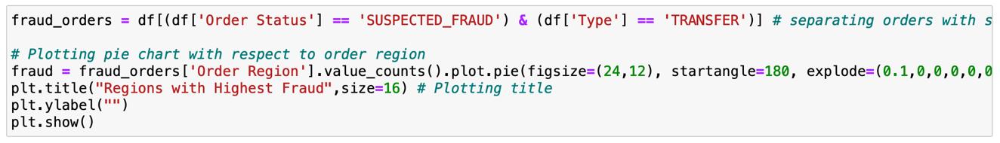 fraud_orders = df[(df['Order Status'] == 'SUSPECTED_FRAUD') & (df['Type'] == 'TRANSFER')] # separating orders with s
# Plotting pie chart with respect to order region
fraud = fraud_orders['Order Region'].value_counts().plot.pie(figsize=(24,12), startangle=180, explode=(0.1,0,0,0,0,0
plt.title("Regions with Highest Fraud",size=16) # Plotting title
plt.ylabel("")
plt.show()